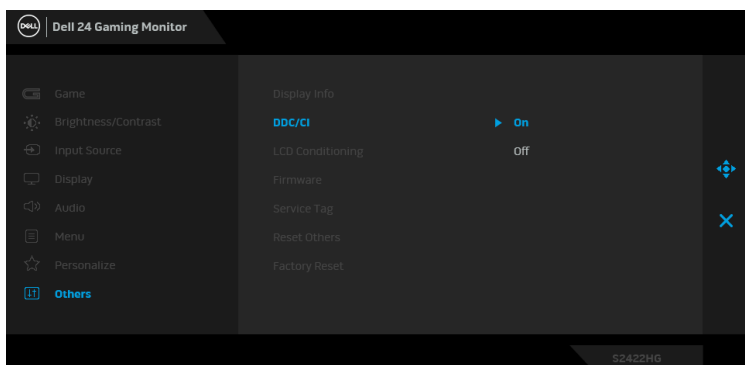 DELL
Dell 24 Gaming Monitor
Game
Brightness/Contrast
Input Source
Display
Audio
Menu
Personalize
Others
Display Info
DDC/CI On
LCD Conditioning Off
Firmware
Service Tag
Reset Others
Factory Reset
S2422HG